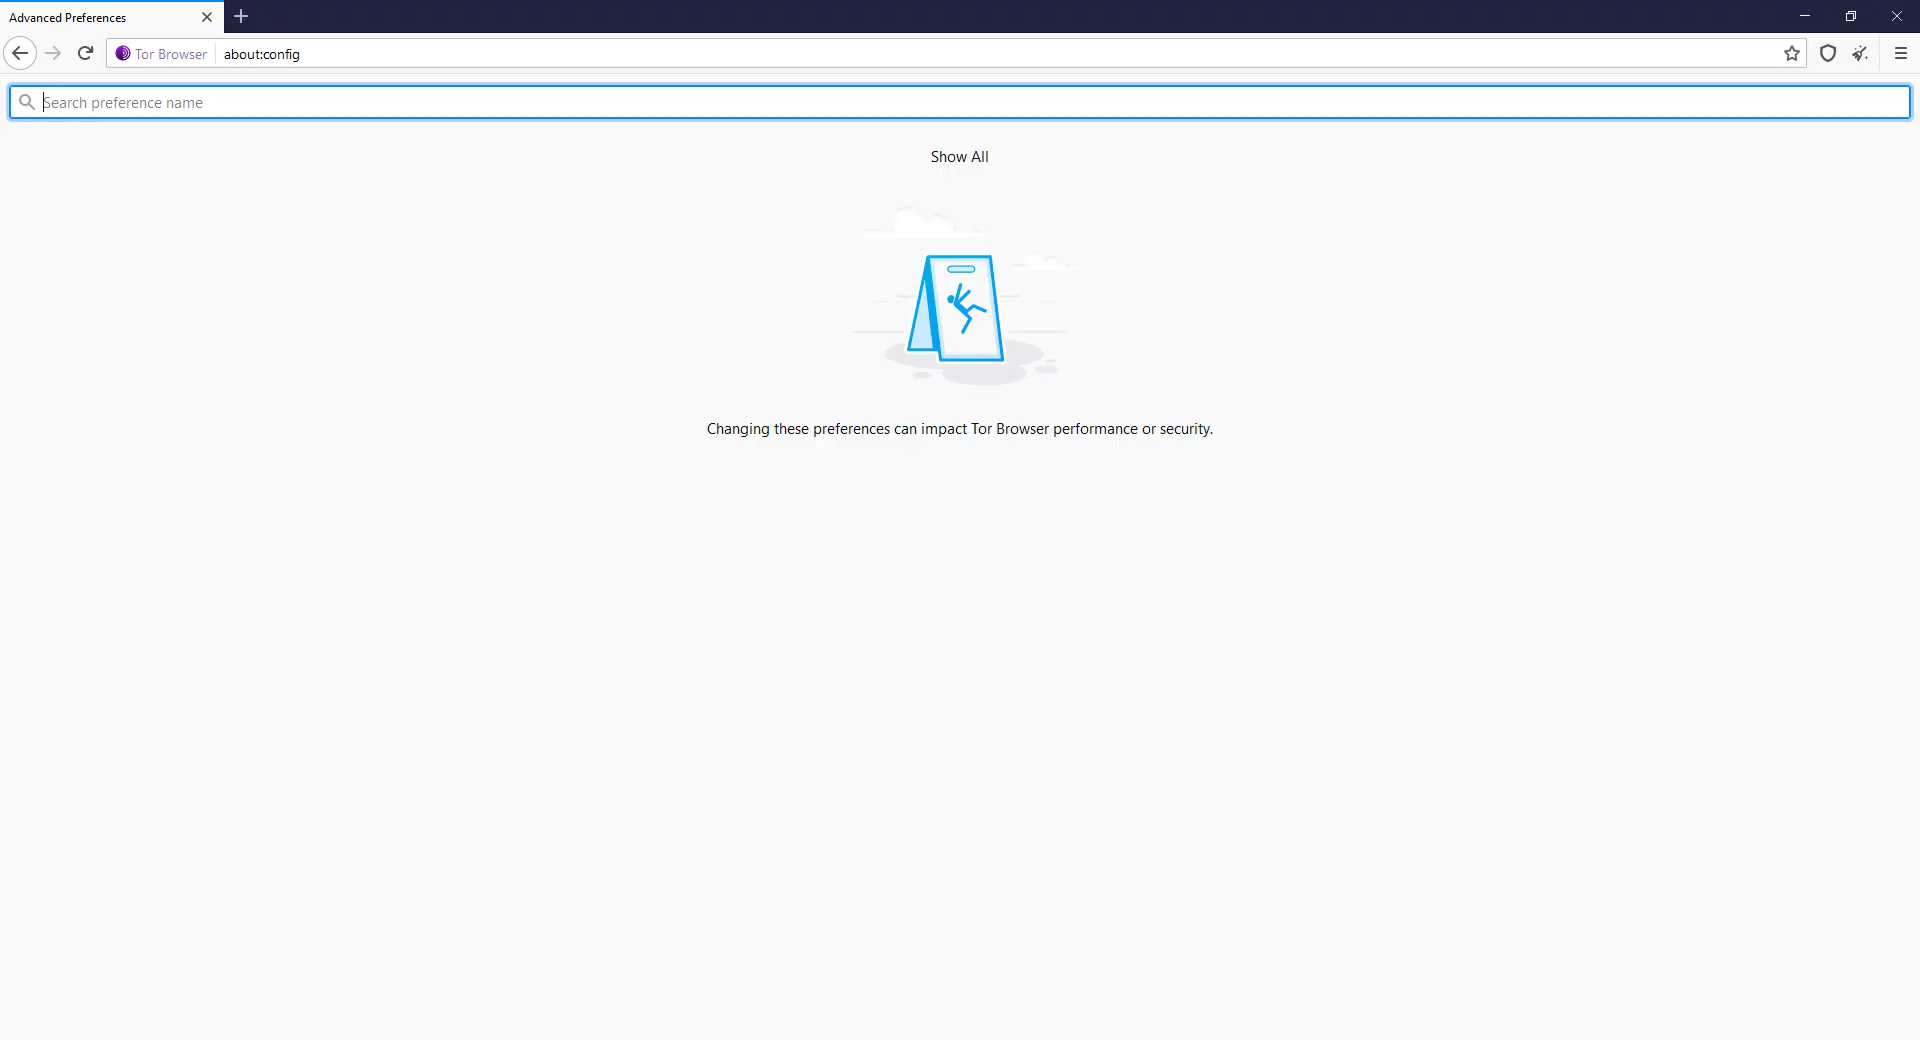 Advanced Preferences
Tor Browser
about:config
Search preference name
Show All
Changing these preferences can impact Tor Browser performance or security.